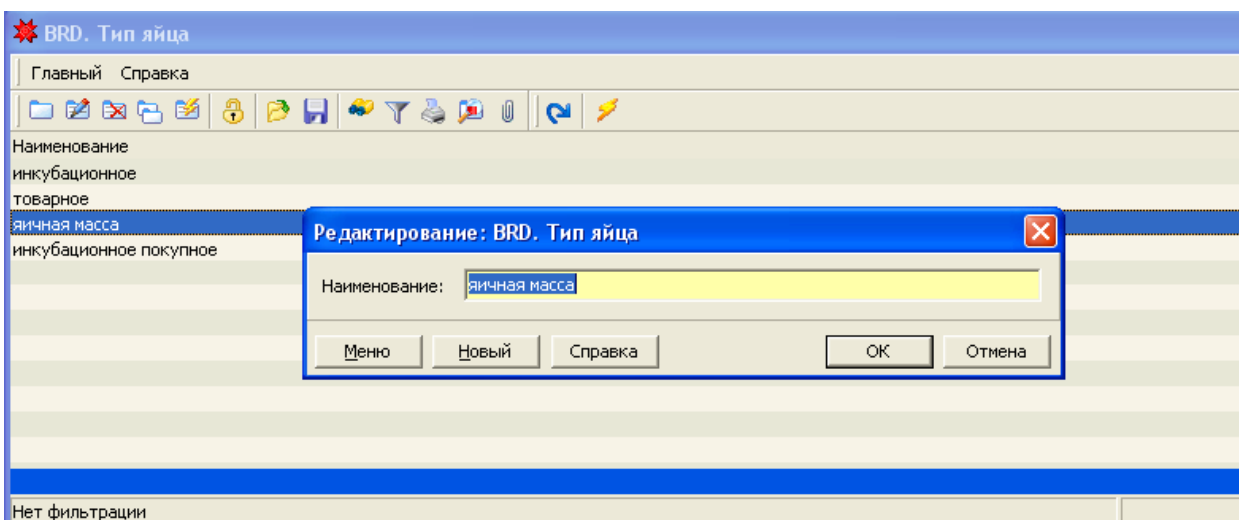 BRD. Тип яйца
Главный Справка
Наименование
инкубационное
товарное
яичная масса
инкубационное покупное
Редактирование: BRD. Тип яйца
Наименование: яичная масса
Меню Новый Справка ОК Отмена
Нет фильтрации